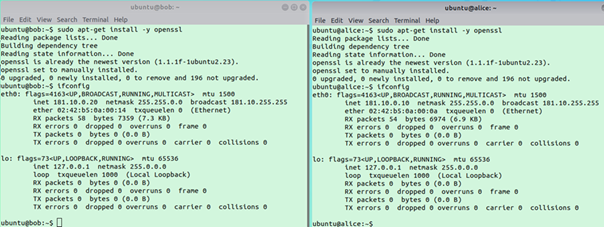 ubuntu@bob: ~
File Edit View Search Terminal Help
ubuntu@bob:~$ sudo apt-get install -y openssl
Reading package lists... Done
Building dependency tree
Reading state information... Done
openssl is already the newest version (1.1.1f-1ubuntu2.23).
openssl set to manually installed.
0 upgraded, 0 newly installed, 0 to remove and 196 not upgraded.
ubuntu@bob:~$ ifconfig
eth0: flags=4163<UP,BROADCAST,RUNNING,MULTICAST> mtu 1500
inet 181.10.0.20 netmask 255.255.0.0 broadcast 181.10.255.255
ether 02:42:b5:0a:00:14 txqueuelen 0 (Ethernet)
RX packets 58 bytes 7359 (7.3 KB)
RX errors 0 dropped 0 overruns 0 frame 0
TX packets 0 bytes 0 (0.0 B)
TX errors 0 dropped 0 overruns 0 carrier 0 collisions 0
lo: flags=73<UP,LOOPBACK,RUNNING> mtu 65536
inet 127.0.0.1 netmask 255.0.0.0
loop txqueuelen 1000 (Local Loopback)
RX packets 0 bytes 0 (0.0 B)
RX errors 0 dropped 0 overruns 0 frame 0
TX packets 0 bytes 0 (0.0 B)
TX errors 0 dropped 0 overruns 0 carrier 0 collisions 0
ubuntu@bob:~$
ubuntu@alice: ~
File Edit View Search Terminal Help
ubuntu@alice:~$ sudo apt-get install -y openssl
Reading package lists... Done
Building dependency tree
Reading state information... Done
openssl is already the newest version (1.1.1f-1ubuntu2.23).
openssl set to manually installed.
0 upgraded, 0 newly installed, 0 to remove and 196 not upgraded.
ubuntu@alice:~$ ifconfig
eth0: flags=4163<UP,BROADCAST,RUNNING,MULTICAST> mtu 1500
inet 181.10.0.10 netmask 255.255.0.0 broadcast 181.10.255.255
ether 02:42:b5:0a:00:0a txqueuelen 0 (Ethernet)
RX packets 54 bytes 6974 (6.9 KB)
RX errors 0 dropped 0 overruns 0 frame 0
TX packets 0 bytes 0 (0.0 B)
TX errors 0 dropped 0 overruns 0 carrier 0 collisions 0
lo: flags=73<UP,LOOPBACK,RUNNING> mtu 65536
inet 127.0.0.1 netmask 255.0.0.0
loop txqueuelen 1000 (Local Loopback)
RX packets 0 bytes 0 (0.0 B)
RX errors 0 dropped 0 overruns 0 frame 0
TX packets 0 bytes 0 (0.0 B)
TX errors 0 dropped 0 overruns 0 carrier 0 collisions 0
ubuntu@alice:~$